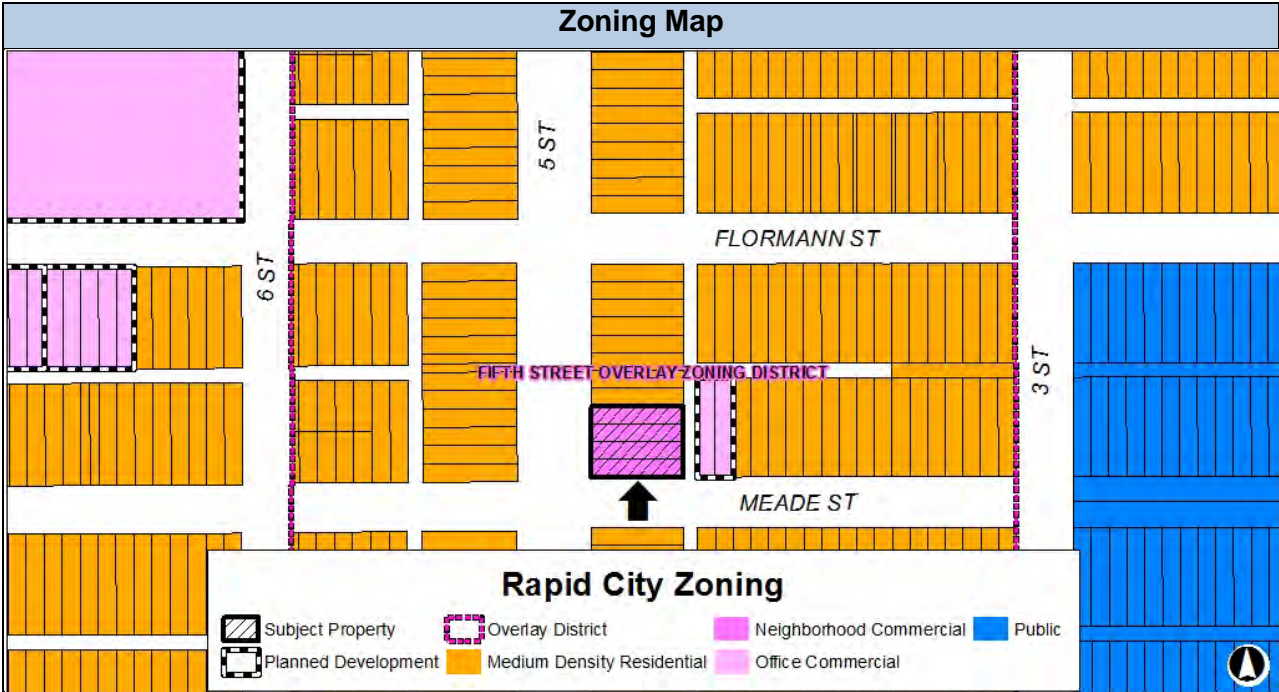 Zoning Map
5 ST
FLORMANN ST
6 ST
FIFTH STREET OVERLAY ZONING DISTRICT
3 ST
MEADE ST
Rapid City Zoning
Subject Property
Overlay District
Neighborhood Commercial
Public
Planned Development
Medium Density Residential
Office Commercial